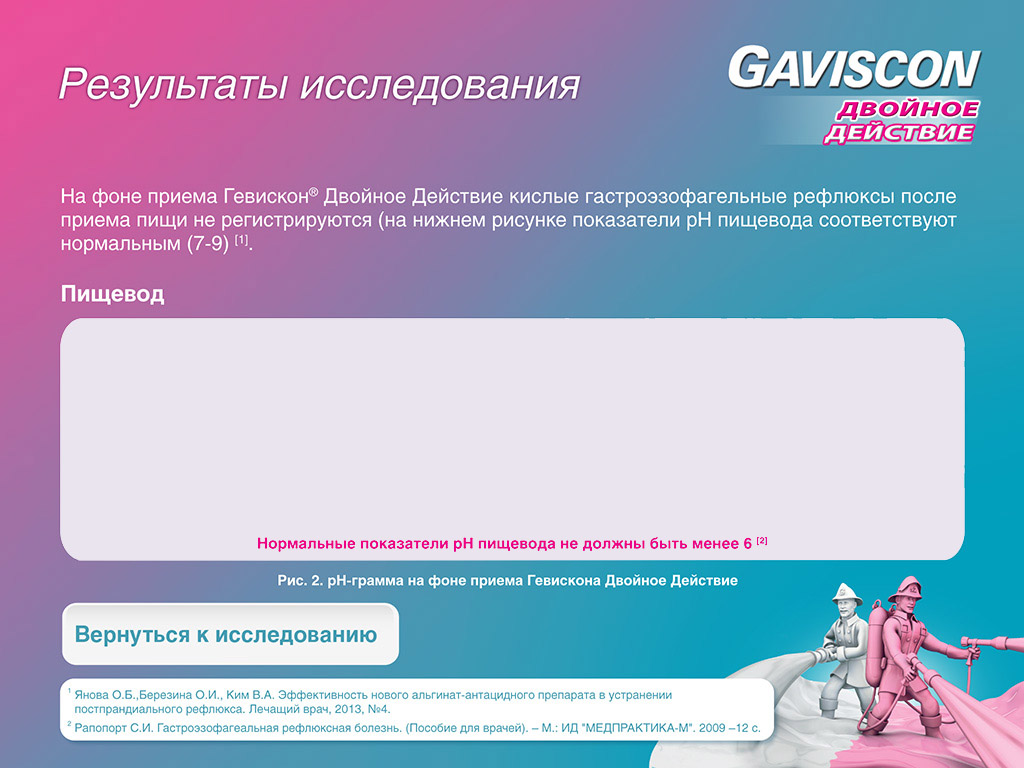 Результаты исследования
GAVISCON
ДВОЙНОЕ
ДЕЙСТВИЕ
На фоне приема Гевискон® Двойное Действие кислые гастроэзофагельные рефлюксы после
приема пищи не регистрируются (на нижнем рисунке показатели pH пищевода соответствуют
нормальным (7-9) [1].
Пищевод
Нормальные показатели pH пищевода не должны быть менее 6 [2]
Рис. 2. pH-грамма на фоне приема Гевискона Двойное Действие
Вернуться к исследованию
1 Янова О.Б.,Березина О.И., Ким В.А. Эффективность нового альгинат-антацидного препарата в устранении
постпрандиального рефлюкса. Лечащий врач, 2013, №4.
2 Рапопорт С.И. Гастроэзофагеальная рефлюксная болезнь. (Пособие для врачей). – М.: ИД "МЕДПРАКТИКА-М". 2009 –12 с.